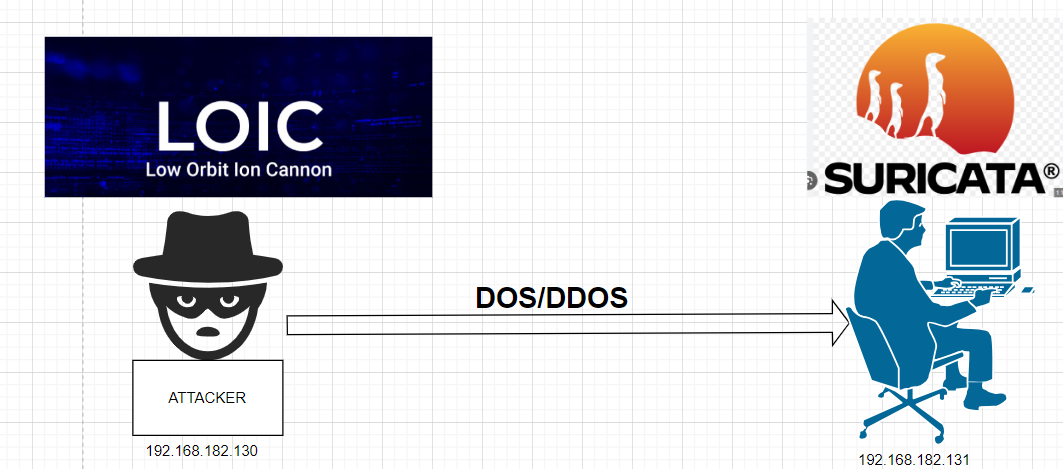 LOIC
Low Orbit Ion Cannon
SURICATA®
DOS/DDOS
ATTACKER
192.168.182.130
192.168.182.131